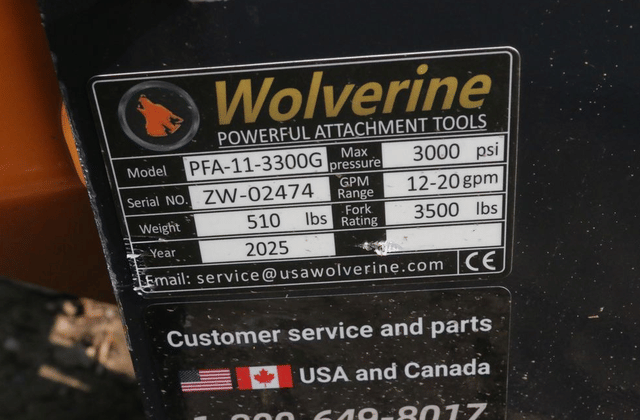 Wolverine
POWERFUL ATTACHMENT TOOLS
Model PFA-11-3300G Max pressure 3000 psi
Serial NO. ZW-02474 GPM Range 12-20 gpm
Weight 510 lbs Fork Rating 3500 lbs
Year 2025
Email: service@usawolverine.com CE
Customer service and parts
USA and Canada
649-8017